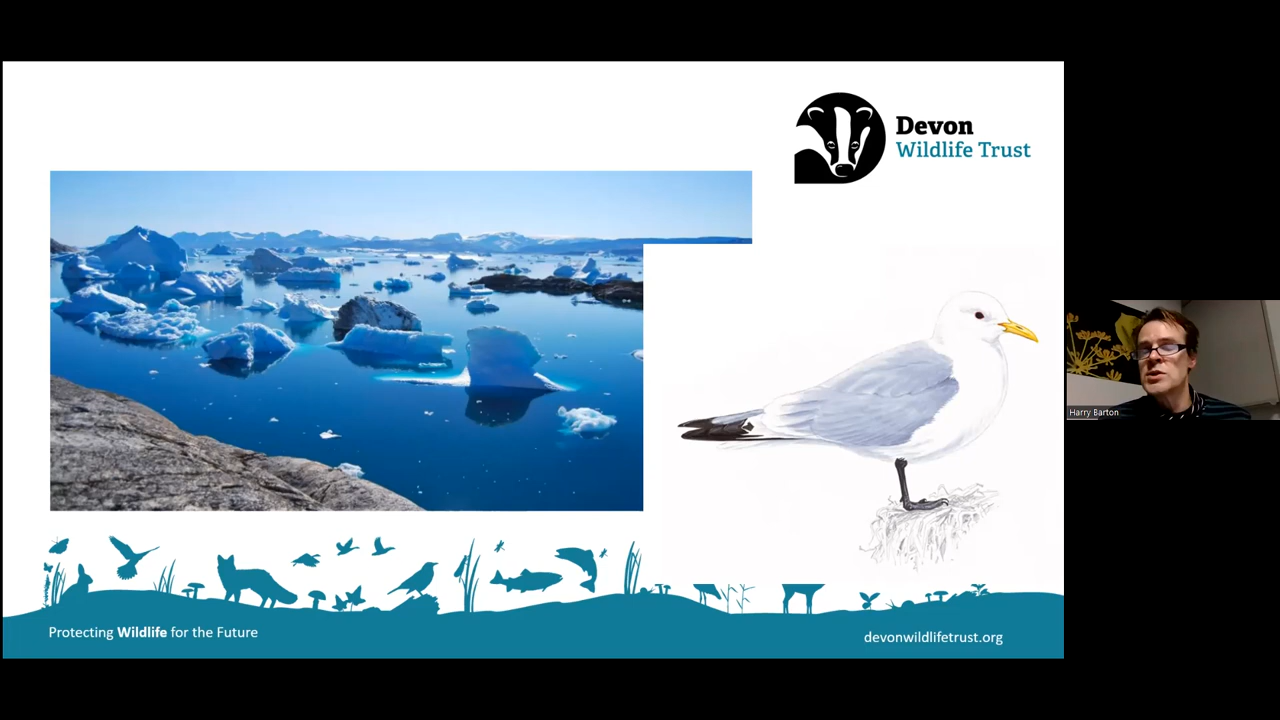 Devon
Wildlife Trust
Harry Barton
Protecting Wildlife for the Future
devonwildlifetrust.org